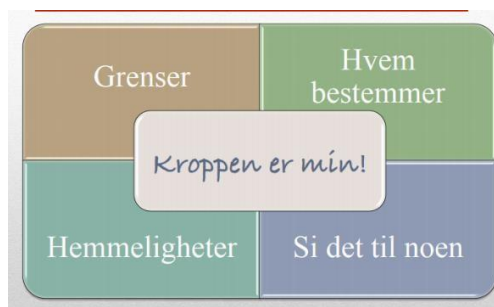 Grenser
Hvem
bestemmer
Kroppen er min!
Hemmeligheter
Si det til noen